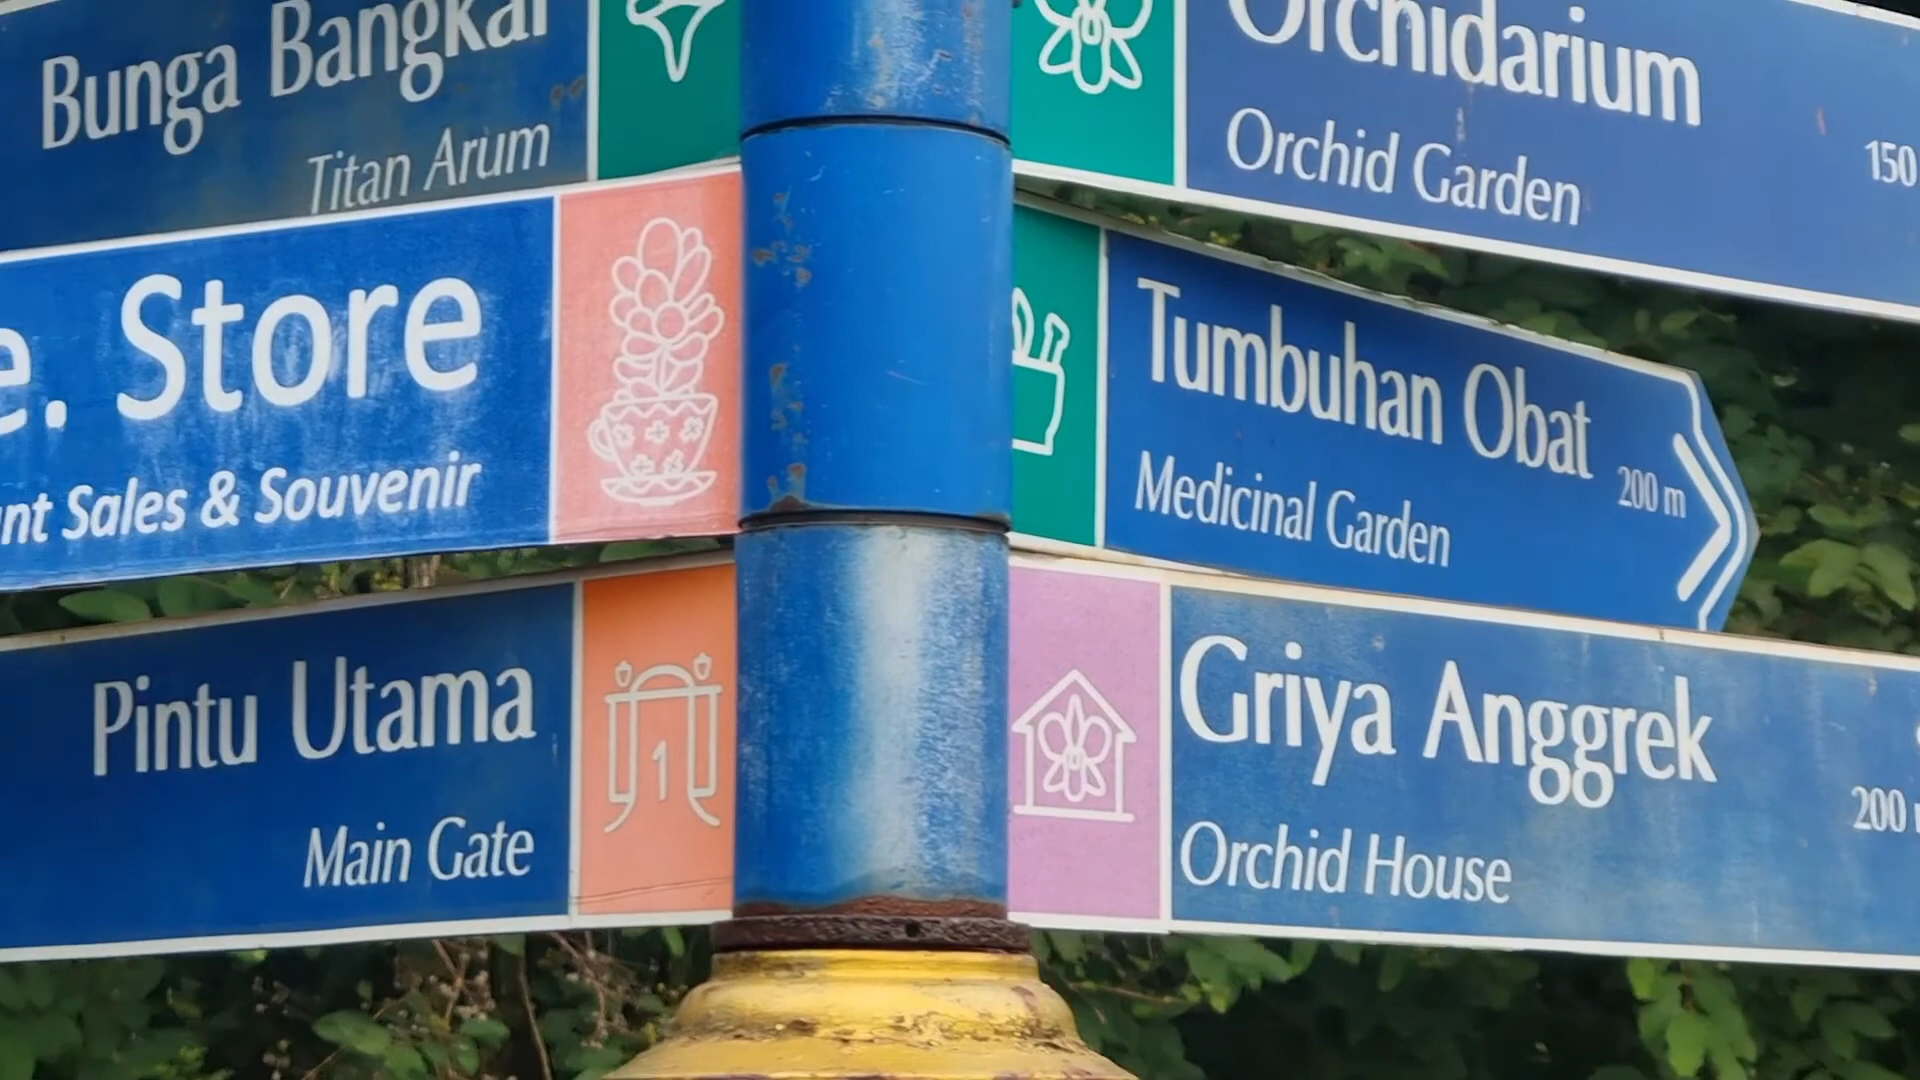 Bunga Bangkai
Titan Arum
e. Store
nt Sales & Souvenir
Pintu Utama
Main Gate
1
Orchidarium
Orchid Garden
150
Tumbuhan Obat
Medicinal Garden
200 m
Griya Anggrek
Orchid House
200